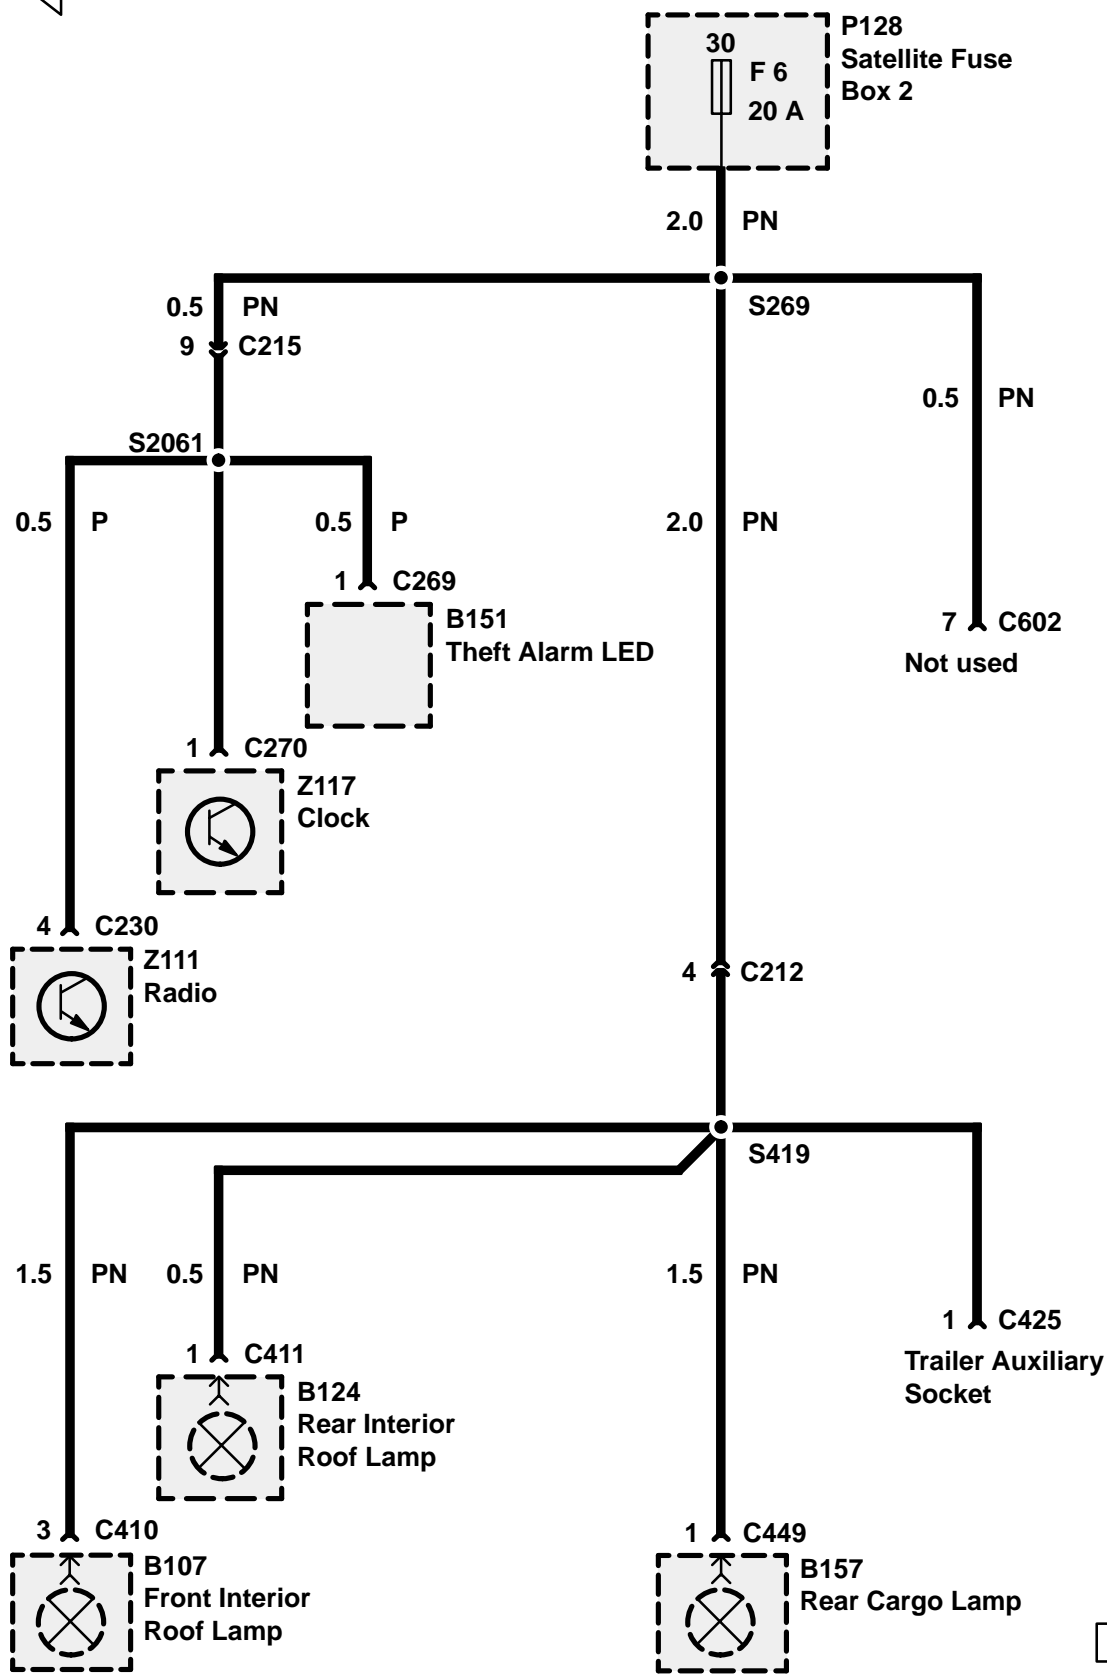 P128
30
Satellite Fuse
F 6
Box 2
20 A
2.0 PN
0.5 PN
S269
9 C215
0.5 PN
S2061
0.5 P
0.5 P
2.0 PN
1 C269
B151
7 C602
Theft Alarm LED
Not used
1 C270
Z117
Clock
4 C230
Z111
4 C212
Radio
S419
1.5 PN
0.5 PN
1.5 PN
1 C425
1 C411
Trailer Auxiliary
Socket
B124
Rear Interior
Roof Lamp
3 C410
1 C449
B107
B157
Front Interior
Rear Cargo Lamp
Roof Lamp